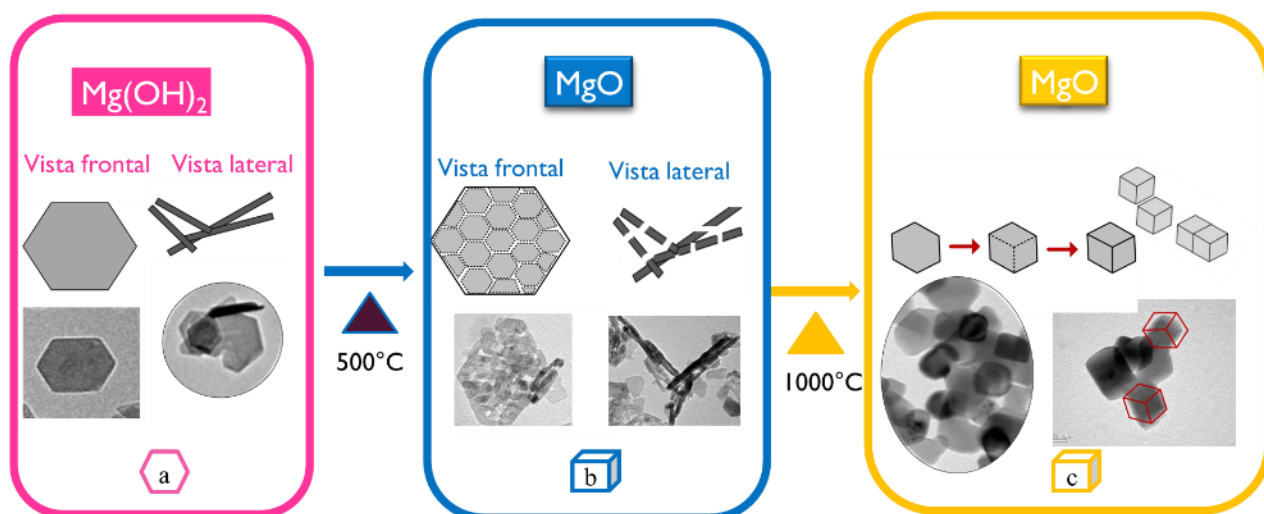 Mg(OH)₂
Vista frontal
Vista lateral
a
500°C
MgO
Vista frontal
Vista lateral
b
1000°C
MgO
c